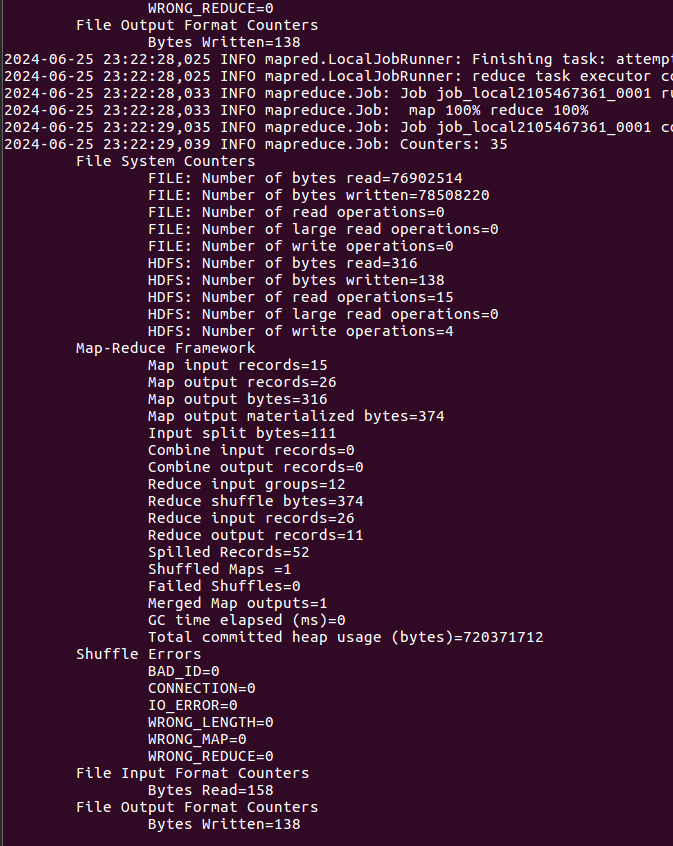 WRONG_REDUCE=0
File Output Format Counters
Bytes Written=138
2024-06-25 23:22:28,025 INFO mapred.LocalJobRunner: Finishing task: attemp
2024-06-25 23:22:28,025 INFO mapred.LocalJobRunner: reduce task executor co
2024-06-25 23:22:28,033 INFO mapreduce.Job: Job job_local2105467361_0001 ru
2024-06-25 23:22:28,033 INFO mapreduce.Job:  map 100% reduce 100%
2024-06-25 23:22:29,035 INFO mapreduce.Job: Job job_local2105467361_0001 co
2024-06-25 23:22:29,039 INFO mapreduce.Job: Counters: 35
File System Counters
FILE: Number of bytes read=76902514
FILE: Number of bytes written=78508220
FILE: Number of read operations=0
FILE: Number of large read operations=0
FILE: Number of write operations=0
HDFS: Number of bytes read=316
HDFS: Number of bytes written=138
HDFS: Number of read operations=15
HDFS: Number of large read operations=0
HDFS: Number of write operations=4
Map-Reduce Framework
Map input records=15
Map output records=26
Map output bytes=316
Map output materialized bytes=374
Input split bytes=111
Combine input records=0
Combine output records=0
Reduce input groups=12
Reduce shuffle bytes=374
Reduce input records=26
Reduce output records=11
Spilled Records=52
Shuffled Maps =1
Failed Shuffles=0
Merged Map outputs=1
GC time elapsed (ms)=0
Total committed heap usage (bytes)=720371712
Shuffle Errors
BAD_ID=0
CONNECTION=0
IO_ERROR=0
WRONG_LENGTH=0
WRONG_MAP=0
WRONG_REDUCE=0
File Input Format Counters
Bytes Read=158
File Output Format Counters
Bytes Written=138